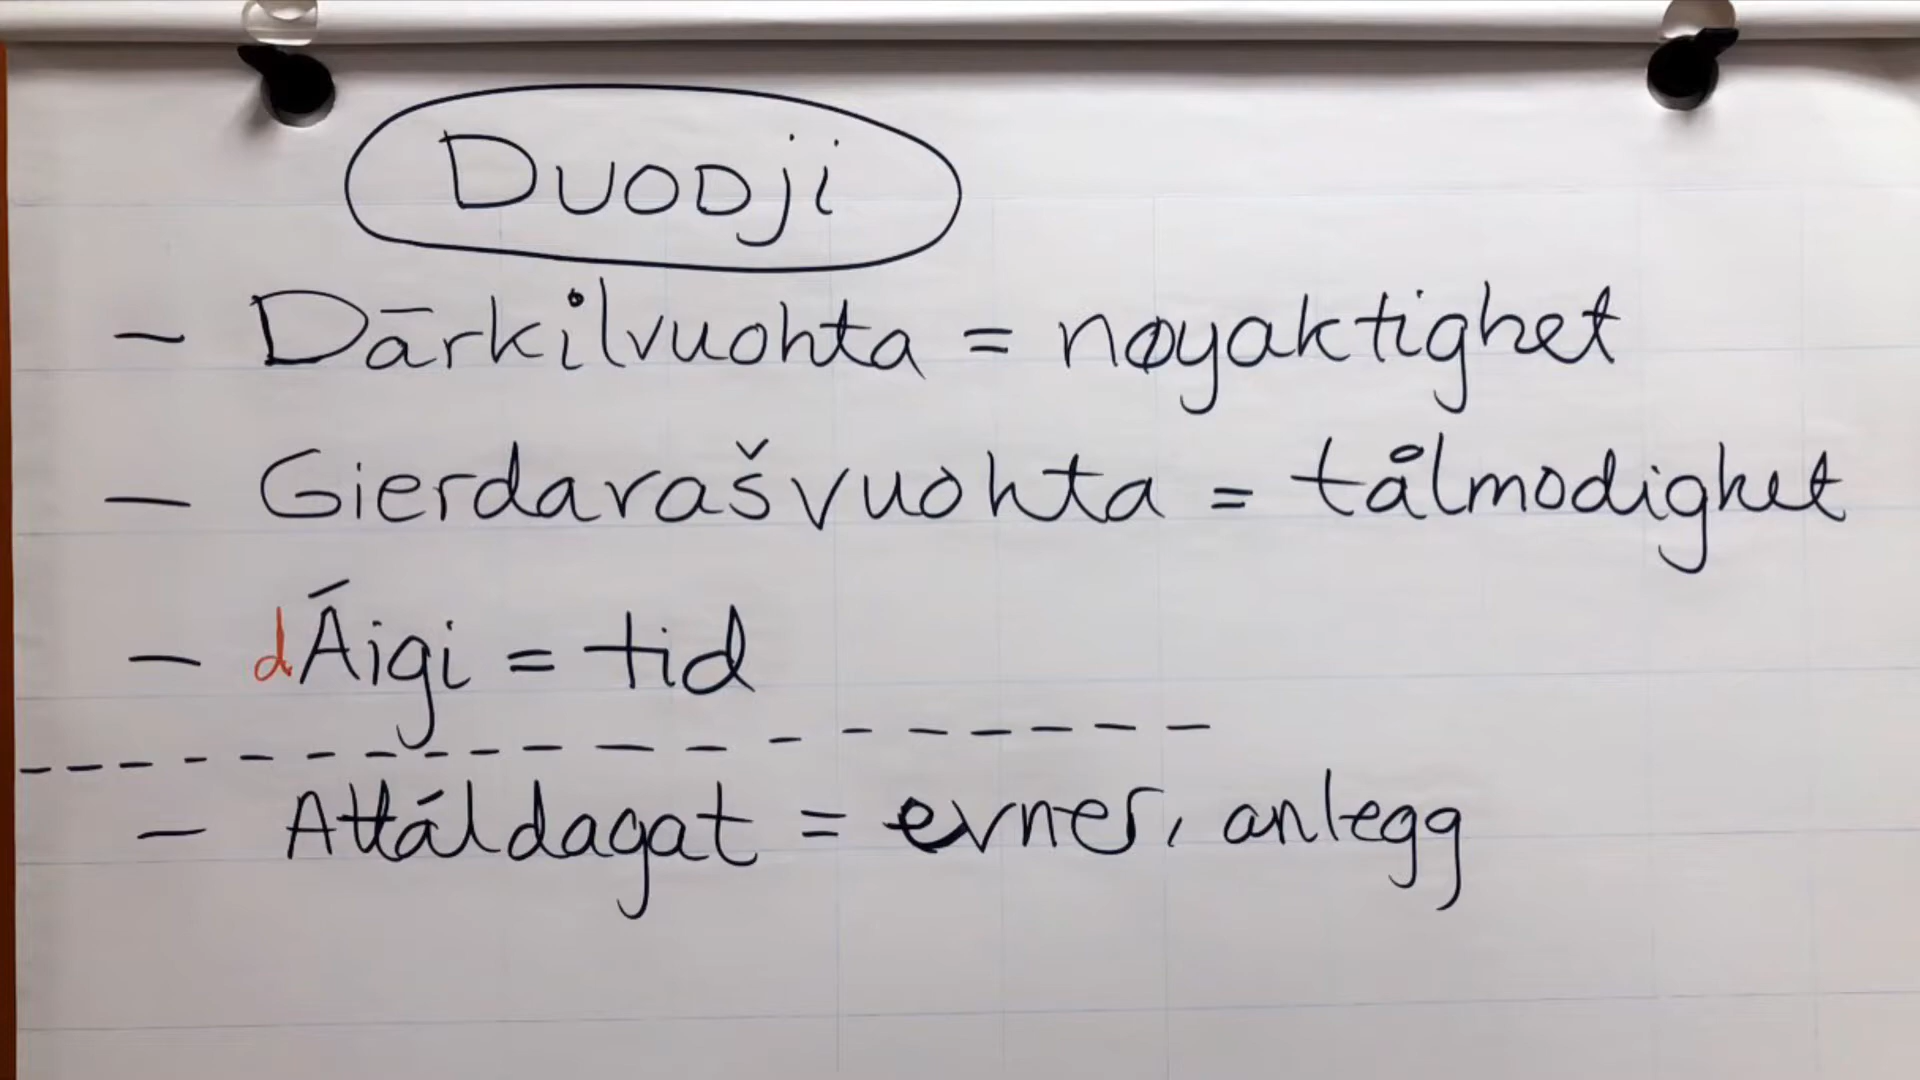 DUODji
- Dārkilvuohta = nøyaktighet
- Gierdavašvuohta = tålmodighet
- dÁigi = tid
- Attáldagat = evner, anlegg